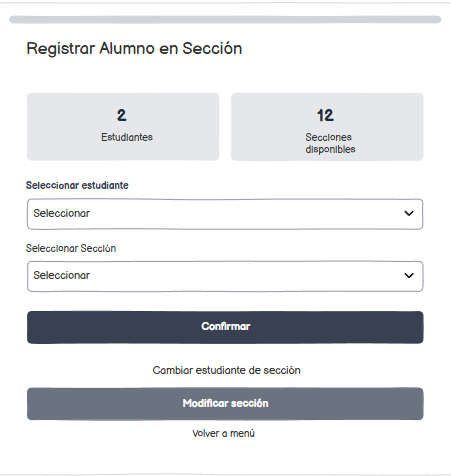 Registrar Alumno en Sección
2
Estudiantes
12
Secciones
disponibles
Seleccionar estudiante
Seleccionar
Seleccionar Sección
Seleccionar
Confirmar
Cambiar estudiante de sección
Modificar sección
Volver a menú